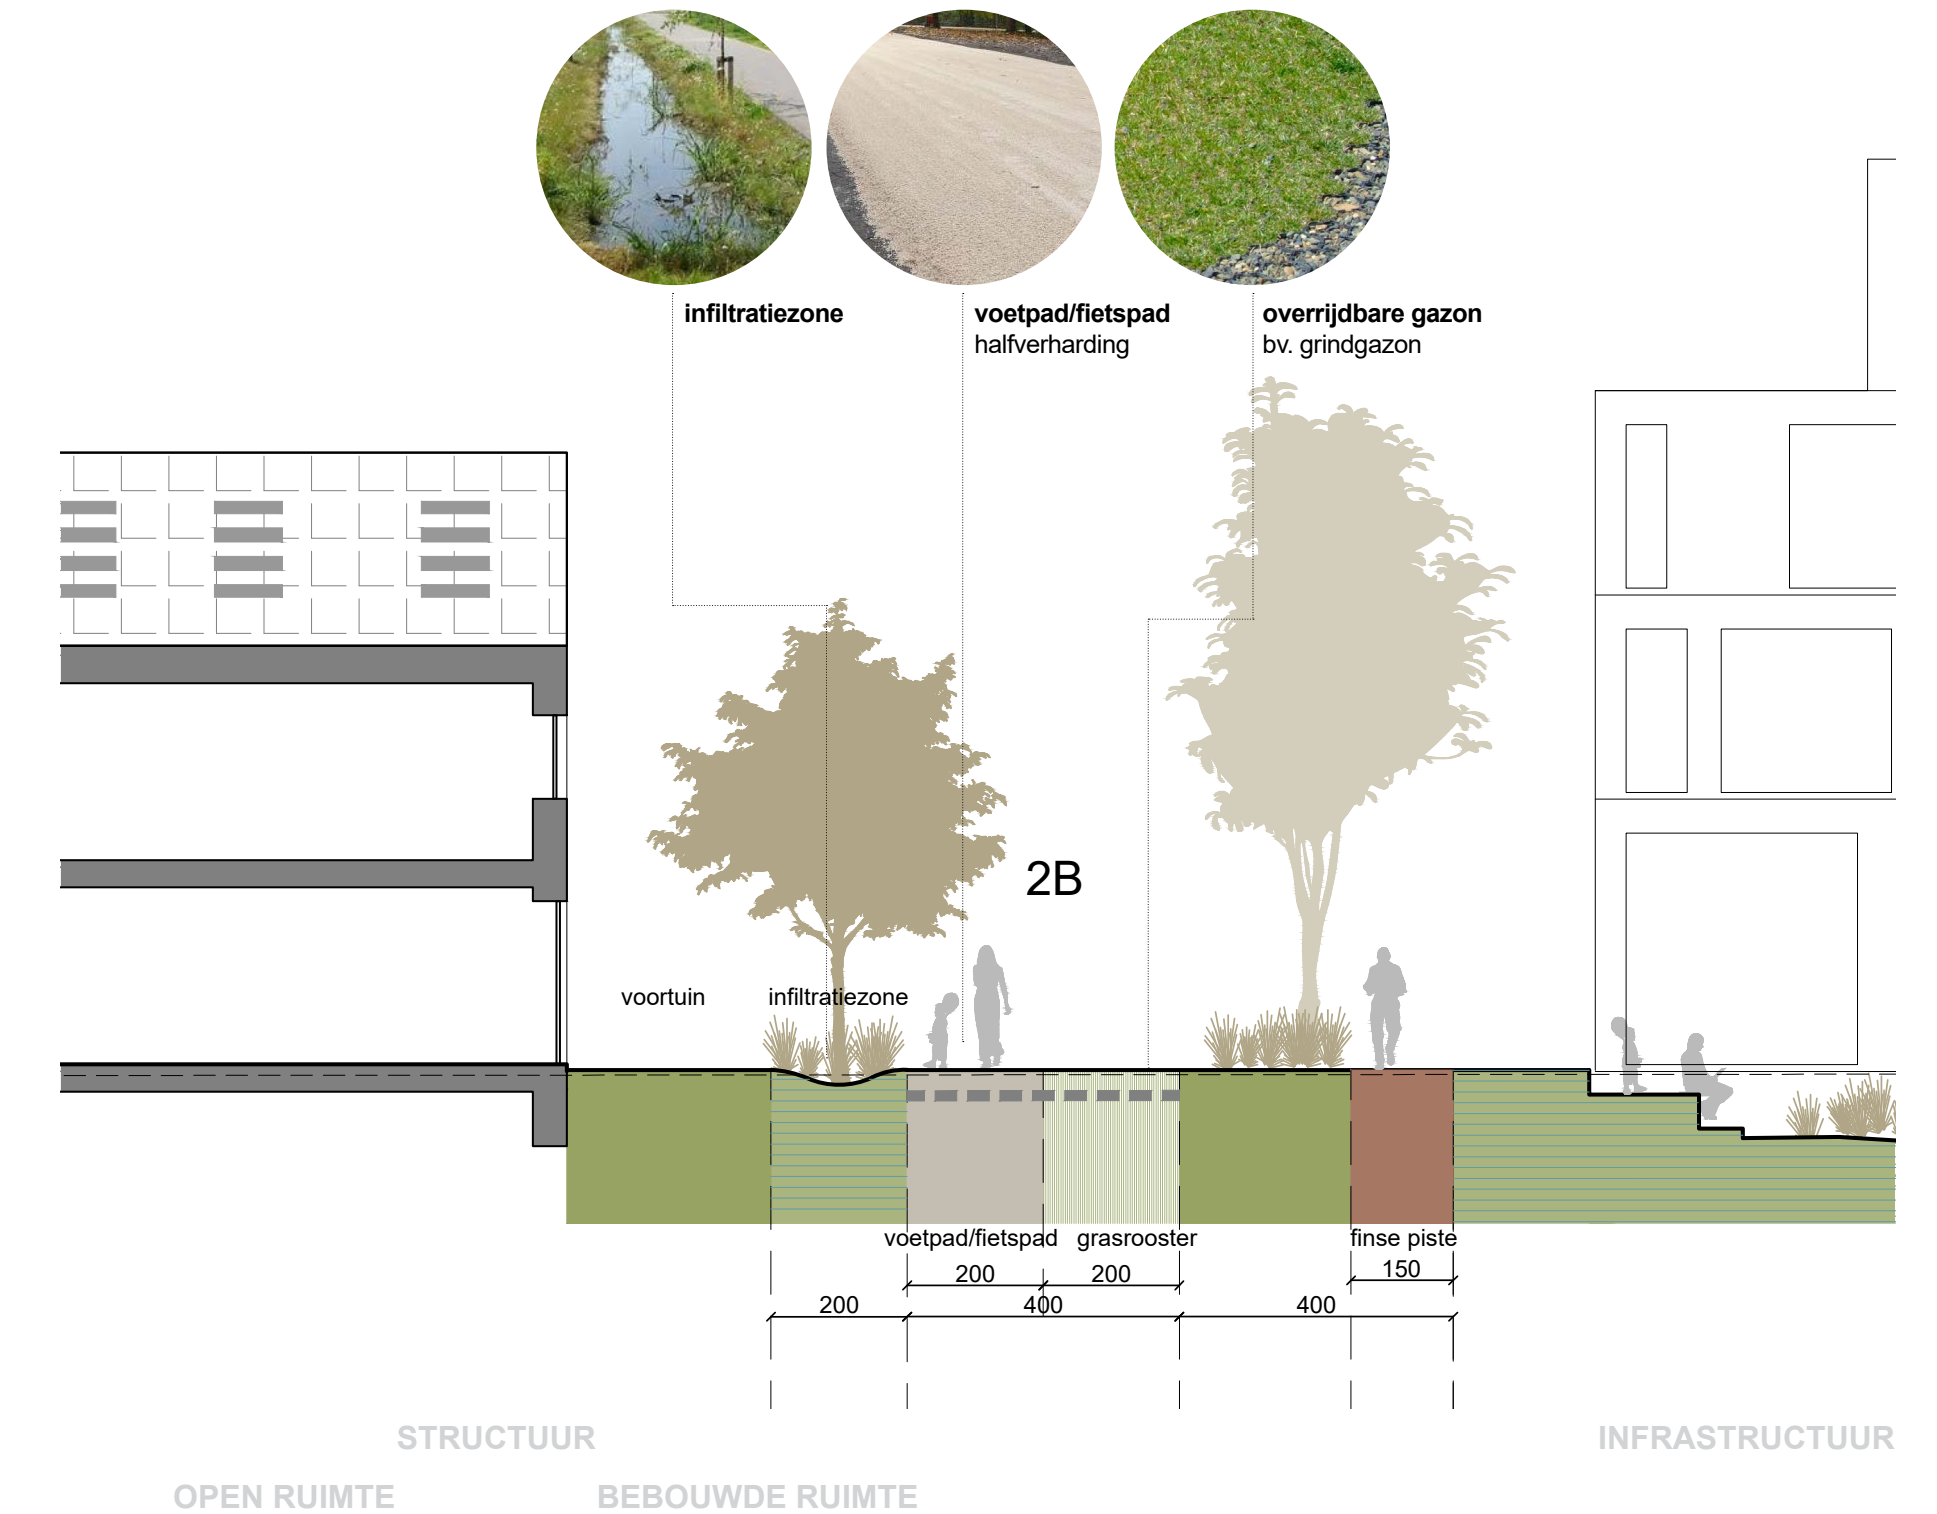 infiltratiezone
voetpad/fietspad
halfverharding
overrijdbare gazon
bv. grindgazon
2B
voortuin
infiltratiezone
voetpad/fietspad
grasrooster
finse piste
200
200
150
200
400
400
STRUCTUUR
INFRASTRUCTUUR
OPEN RUIMTE
BEBOUWDE RUIMTE